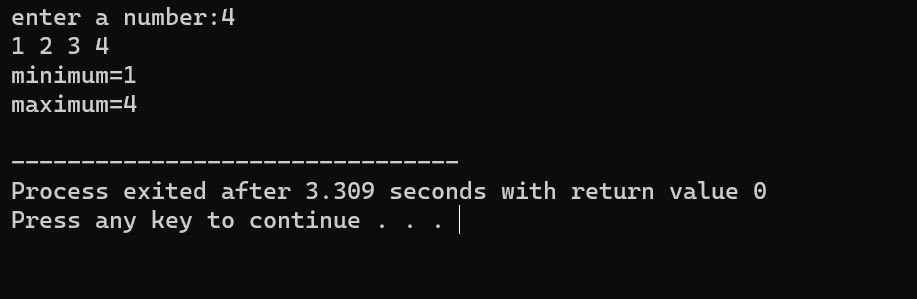 enter a number:4
1 2 3 4
minimum=1
maximum=4
--------------------------------
Process exited after 3.309 seconds with return value 0
Press any key to continue . . .